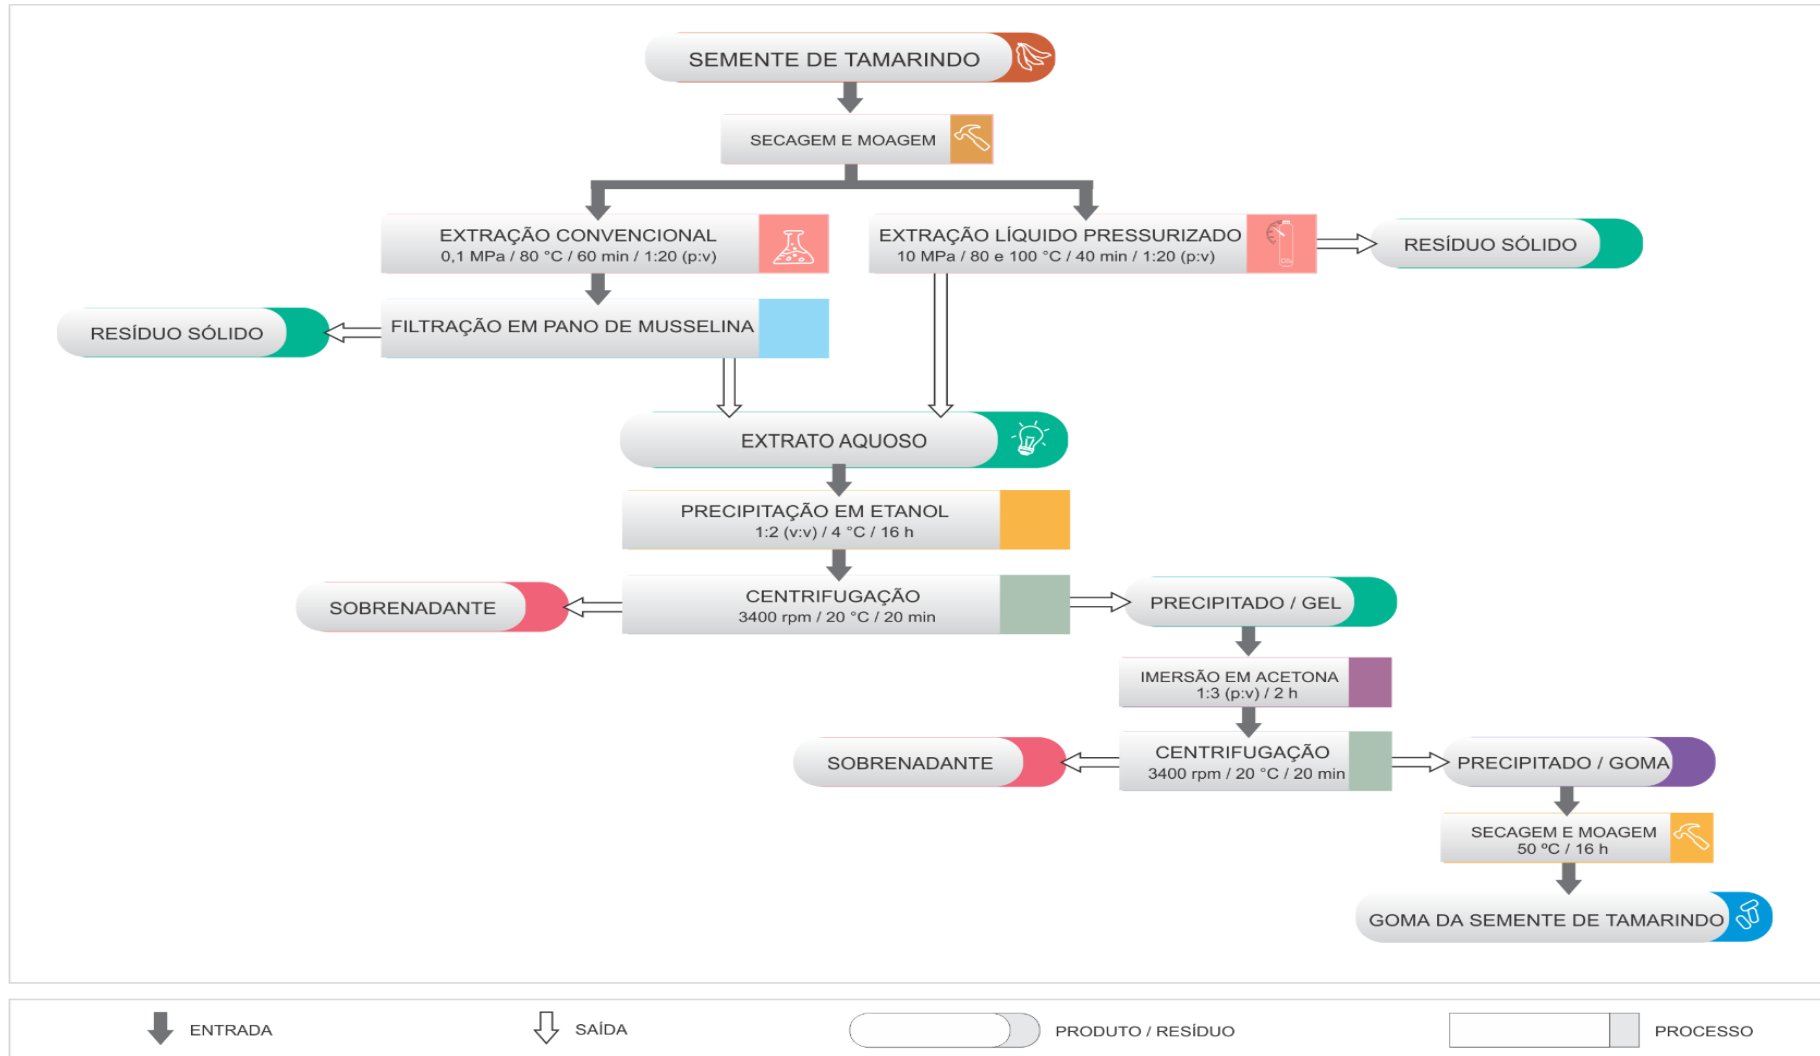 SEMENTE DE TAMARINDO
SECAGEM E MOAGEM
EXTRAÇÃO CONVENCIONAL
0,1 MPa / 80 °C / 60 min / 1:20 (p:v)
EXTRAÇÃO LÍQUIDO PRESSURIZADO
10 MPa / 80 e 100 °C / 40 min / 1:20 (p:v)
CO₂
RESÍDUO SÓLIDO
RESÍDUO SÓLIDO
FILTRAÇÃO EM PANO DE MUSSELINA
EXTRATO AQUOSO
PRECIPITAÇÃO EM ETANOL
1:2 (v:v) / 4 °C / 16 h
SOBRENADANTE
CENTRIFUGAÇÃO
3400 rpm / 20 °C / 20 min
PRECIPITADO / GEL
IMERSÃO EM ACETONA
1:3 (p:v) / 2 h
SOBRENADANTE
CENTRIFUGAÇÃO
3400 rpm / 20 °C / 20 min
PRECIPITADO / GOMA
SECAGEM E MOAGEM
50 ºC / 16 h
GOMA DA SEMENTE DE TAMARINDO
ENTRADA
SAÍDA
PRODUTO / RESÍDUO
PROCESSO